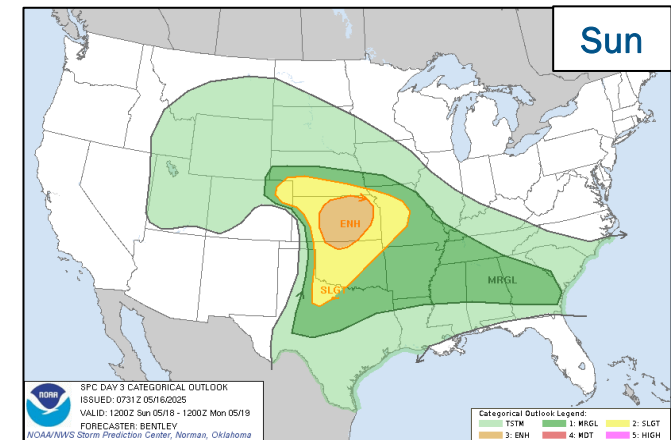 Sun
ENH
SLGT
MRGL
NOAA
SPC DAY 3 CATEGORICAL OUTLOOK
ISSUED: 0731Z 05/16/2025
VALID: 1200Z Sun 05/18 - 1200Z Mon 05/19
FORECASTER: BENTLEY
NOAA/NWS Storm Prediction Center, Norman, Oklahoma
Categorical Outlook Legend:
TSTM 1: MRGL 2: SLGT
3: ENH 4: MDT 5: HIGH